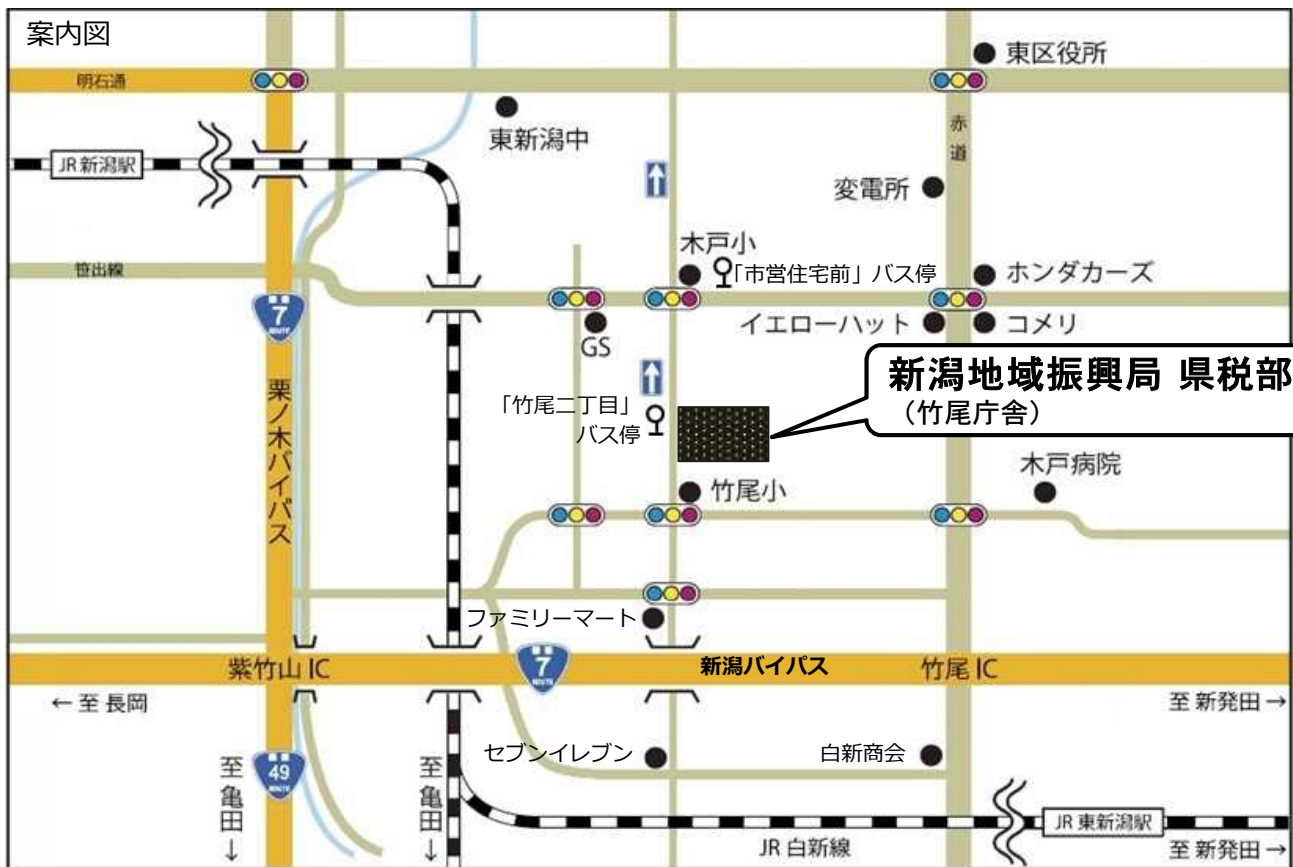 案内図
東区役所
明石通
東新潟中
赤道
JR 新潟駅
変電所
木戸小
「市営住宅前」バス停
ホンダカーズ
笹出線
7
ROUTE
イエローハット
コメリ
GS
新潟地域振興局 県税部
（竹尾庁舎）
栗ノ木バイパス
「竹尾二丁目」
バス停
木戸病院
竹尾小
ファミリーマート
紫竹山 IC
7
ROUTE
新潟バイパス
竹尾 IC
← 至 長岡
至 新発田 →
セブンイレブン
白新商会
49
ROUTE
至亀田↓
至亀田↓
JR 白新線
JR 東新潟駅
至 新発田 →